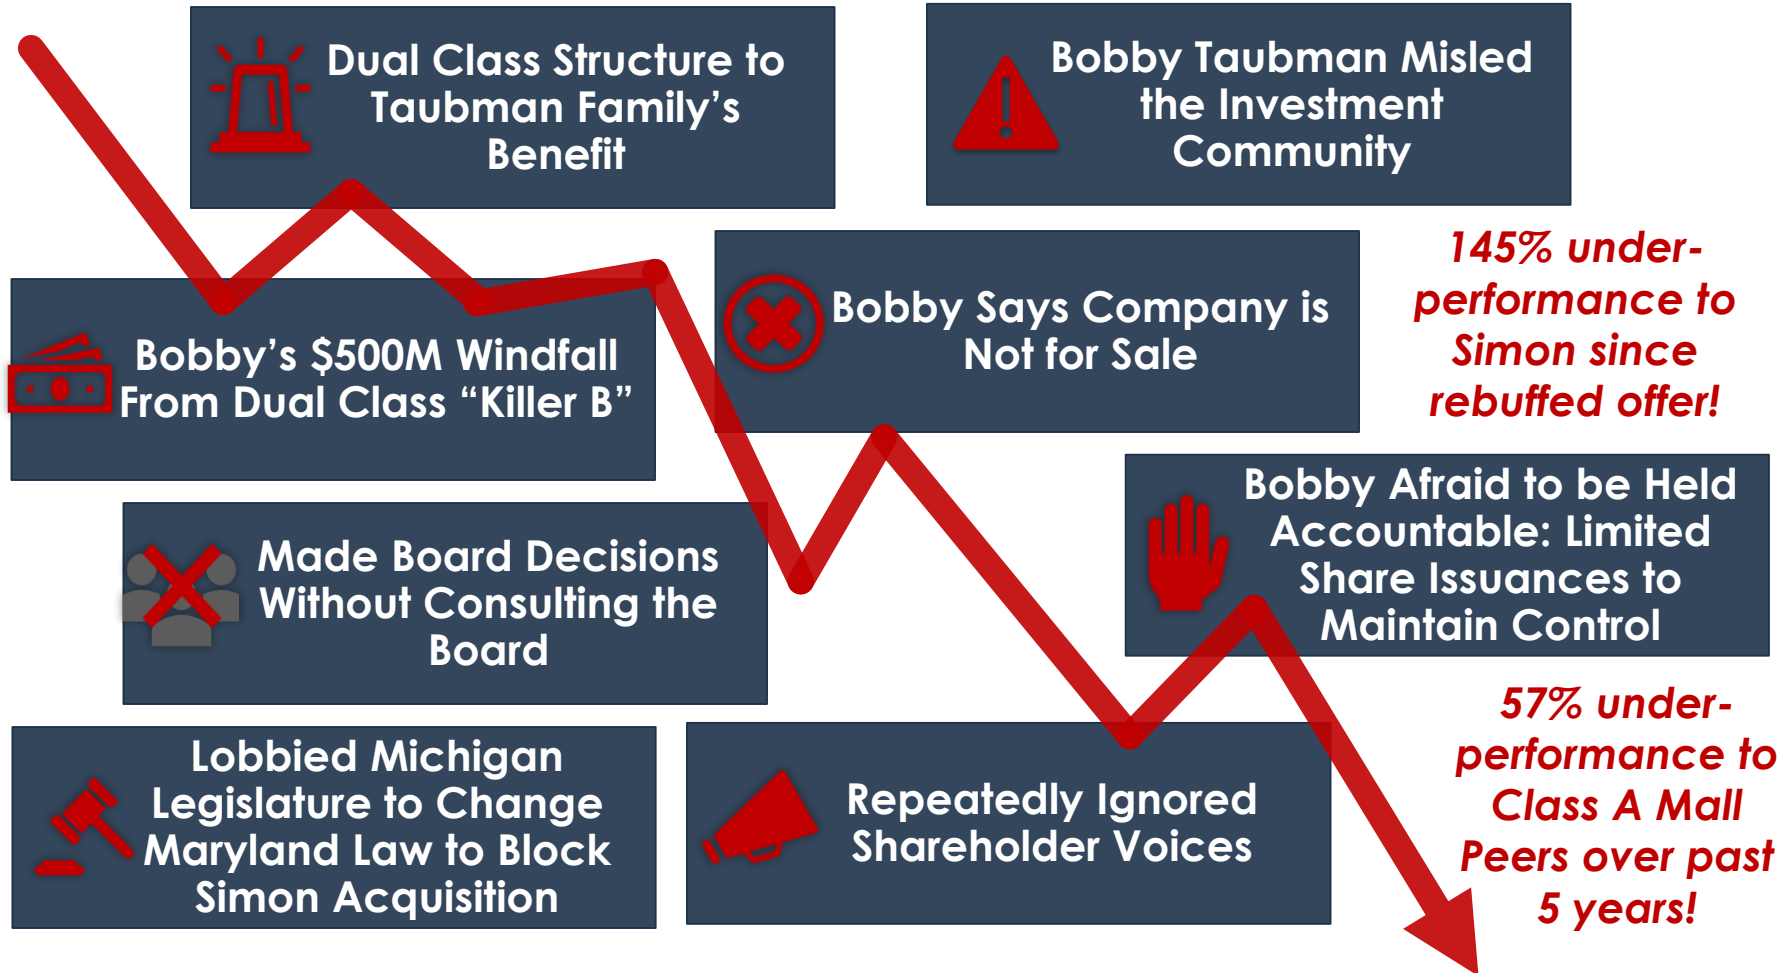 Dual Class Structure to
Taubman Family’s
Benefit
Bobby Taubman Misled
the Investment
Community
Bobby’s $500M Windfall
From Dual Class “Killer B”
Bobby Says Company is
Not for Sale
145% under-
performance to
Simon since
rebuffed offer!
Made Board Decisions
Without Consulting the
Board
Bobby Afraid to be Held
Accountable: Limited
Share Issuances to
Maintain Control
Lobbied Michigan
Legislature to Change
Maryland Law to Block
Simon Acquisition
Repeatedly Ignored
Shareholder Voices
57% under-
performance to
Class A Mall
Peers over past
5 years!